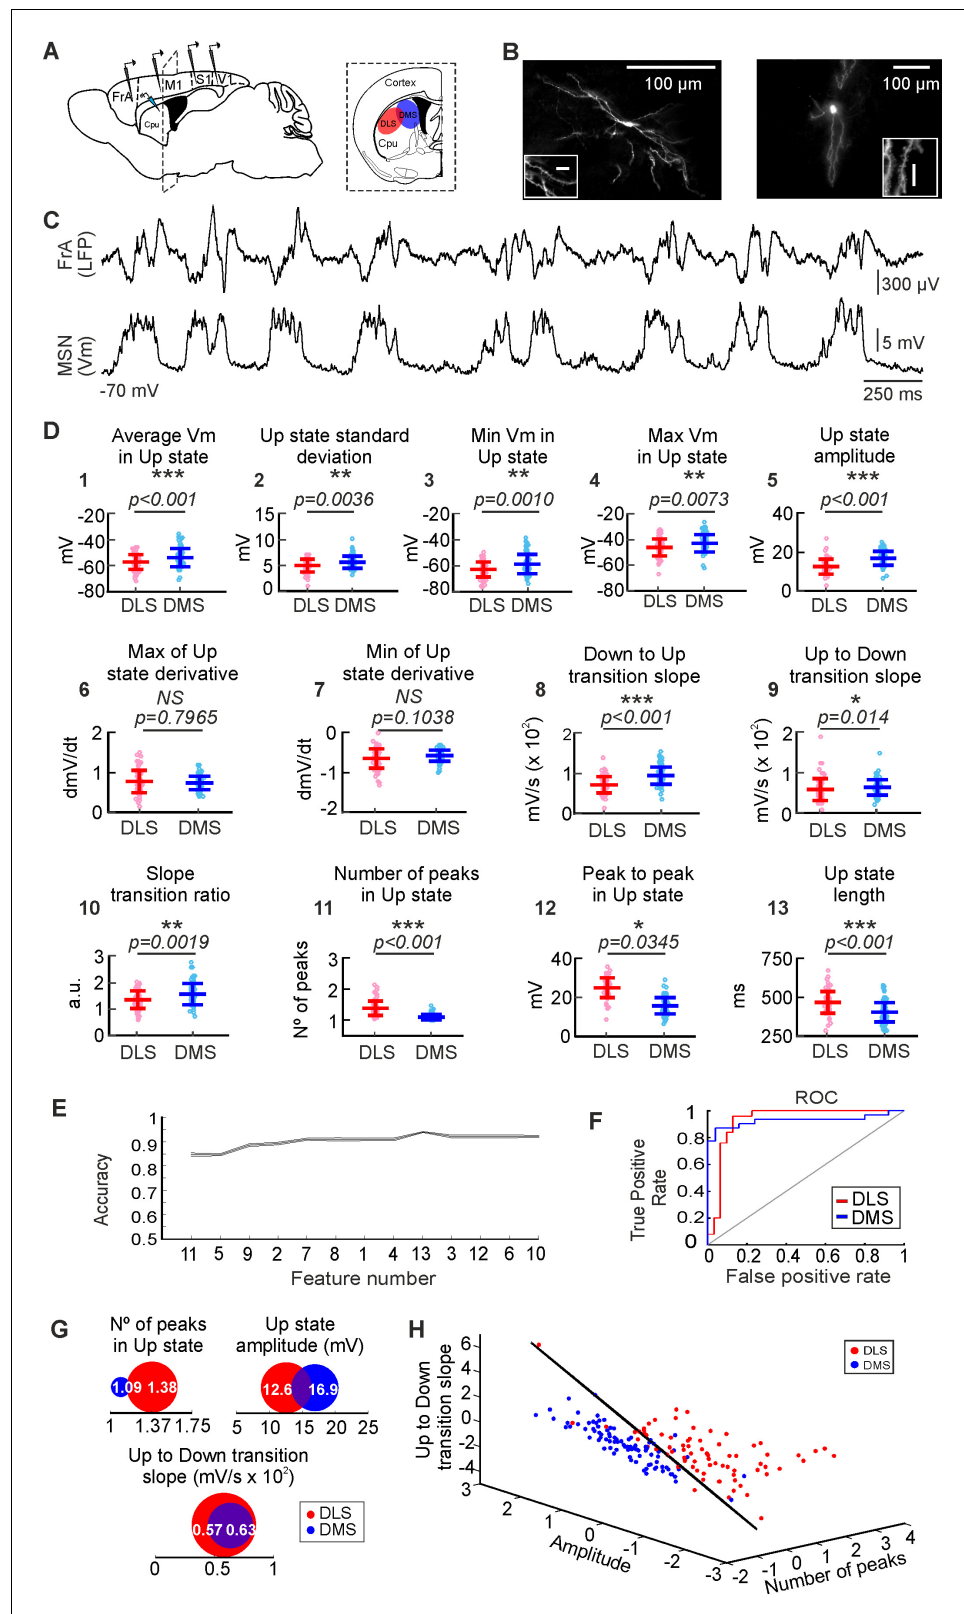 A
FrA
M1
S1
V1
Cpu
Cortex
DLS
DMS
Cpu
B
100 µm
100 µm
C
FrA
(LFP)
300 µV
MSN
(Vm)
5 mV
-70 mV
250 ms
D
Average Vm
in Up state
1
***
p<0.001
-20
-40
-60
-80
mV
DLS DMS
Up state standard
deviation
2
**
p=0.0036
15
10
5
0
mV
DLS DMS
Min Vm in
Up state
3
**
p=0.0010
-20
-40
-60
-80
mV
DLS DMS
Max Vm
in Up state
4
**
p=0.0073
-20
-40
-60
-80
mV
DLS DMS
Up state
amplitude
5
***
p<0.001
40
20
0
mV
DLS DMS
Max of Up
state derivative
6
NS
p=0.7965
2
1
0
dmV/dt
DLS DMS
Min of Up
state derivative
7
NS
p=0.1038
0
-1
-2
dmV/dt
DLS DMS
Down to Up
transition slope
8
***
p<0.001
2
1
0
mV/s (x 10²)
DLS DMS
Up to Down
transition slope
9
*
p=0.014
2
1
0
mV/s (x 10²)
DLS DMS
Slope
transition ratio
10
**
p=0.0019
3
2
1
0
a.u.
DLS DMS
Number of peaks
in Up state
11
***
p<0.001
3
2
1
Nº of peaks
DLS DMS
Peak to peak
in Up state
12
*
p=0.0345
40
20
0
mV
DLS DMS
Up state
length
13
***
p<0.001
750
500
250
ms
DLS DMS
E
1
0.9
0.8
0.7
0.6
0.5
Accuracy
11 5 9 2 7 8 1 4 13 3 12 6 10
Feature number
F
ROC
1
0.8
0.6
0.4
0.2
0
True Positive
Rate
DLS
DMS
0 0.2 0.4 0.6 0.8 1
False positive rate
G
Nº of peaks
in Up state
1.09 1.38
1 1.37 1.75
Up state
amplitude (mV)
12.6 16.9
5 10 15 20 25
Up to Down transition
slope (mV/s x 10²)
0.57 0.63
0 0.5 1
DLS
DMS
H
DLS
DMS
6
4
2
0
-2
-4
Up to Down
transition slope
3
2
1
0
-1
-2
-3
Amplitude
-2 -1 0 1 2 3 4
Number of peaks